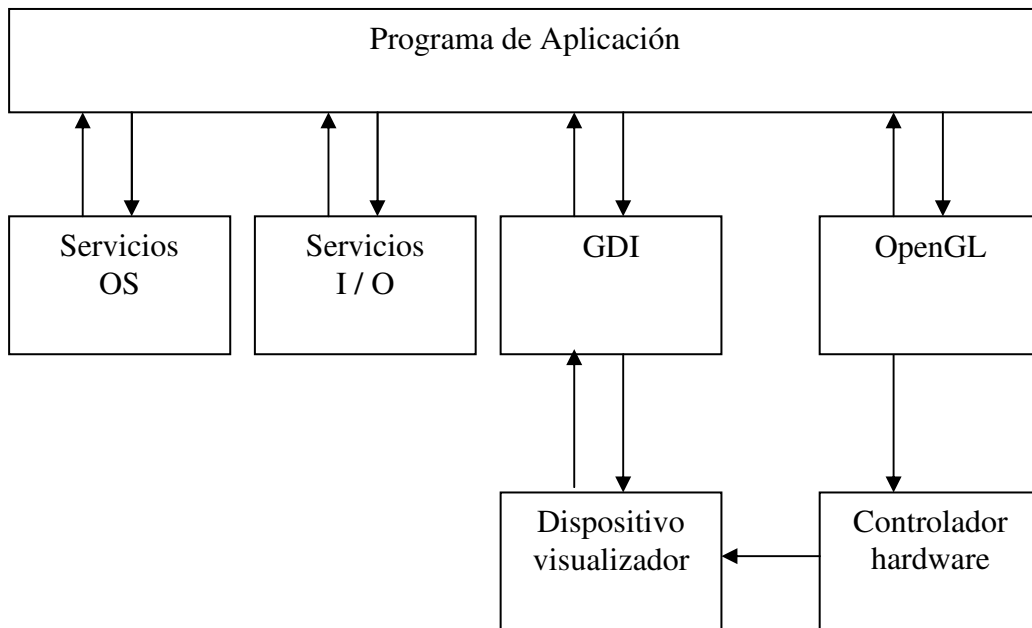 Programa de Aplicación
Servicios
OS
Servicios
I / O
GDI
OpenGL
Dispositivo
visualizador
Controlador
hardware